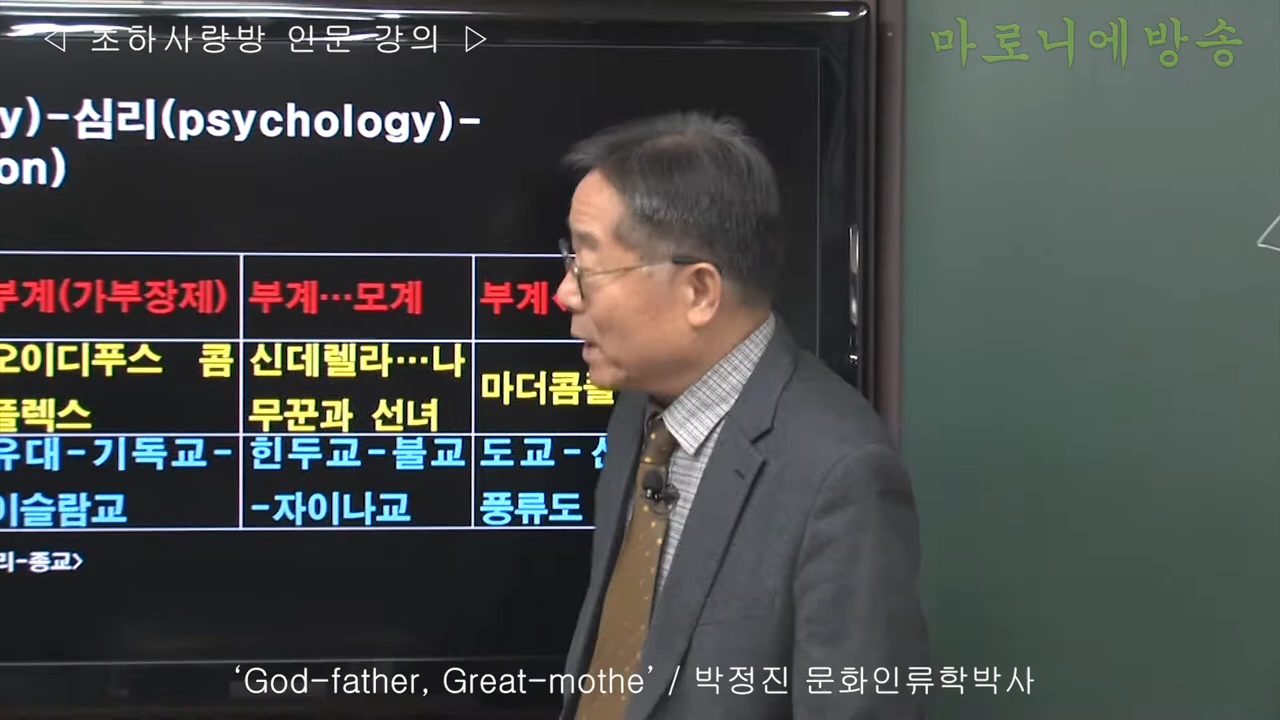 ◁ 초하사랑방 인문 강의 ▷
마로니에방송
y)-심리(psychology)-
on)
부계(가부장제) 부계…모계 부계
오이디푸스 콤플렉스 신데렐라…나무꾼과 선녀 마더콤플
유대-기독교-이슬람교 힌두교-불교-자이나교 도교-
풍류도
리-종교>
‘God-father, Great-mothe’ / 박정진 문화인류학박사